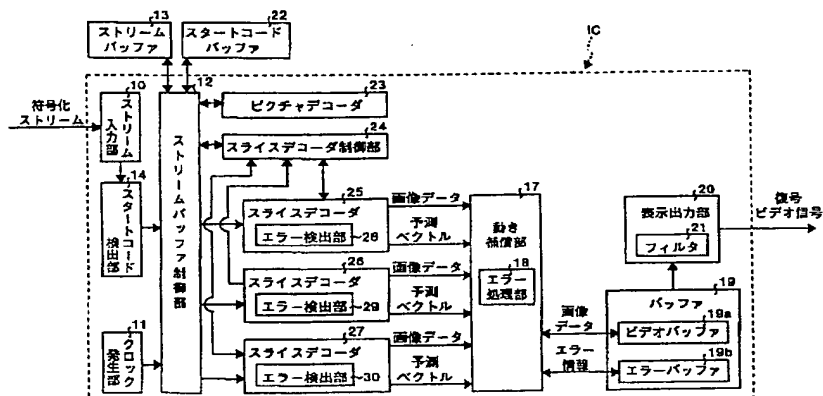 13
ストリーム
バッファ
22
スタートコード
バッファ
IC
符号化
ストリーム
10
ストリーム
入力部
14
スタートコード
検出部
11
クロック
発生部
12
ストリームバッファ制御部
23
ピクチャデコーダ
24
スライスデコーダ制御部
25
スライスデコーダ
エラー検出部
28
画像データ
予測
ベクトル
26
スライスデコーダ
エラー検出部
29
画像データ
予測
ベクトル
27
スライスデコーダ
エラー検出部
30
画像データ
予測
ベクトル
17
動き
補償部
18
エラー
処理部
画像
データ
エラー
情報
20
表示出力部
21
フィルタ
復号
ビデオ信号
19
バッファ
19a
ビデオバッファ
19b
エラーバッファ